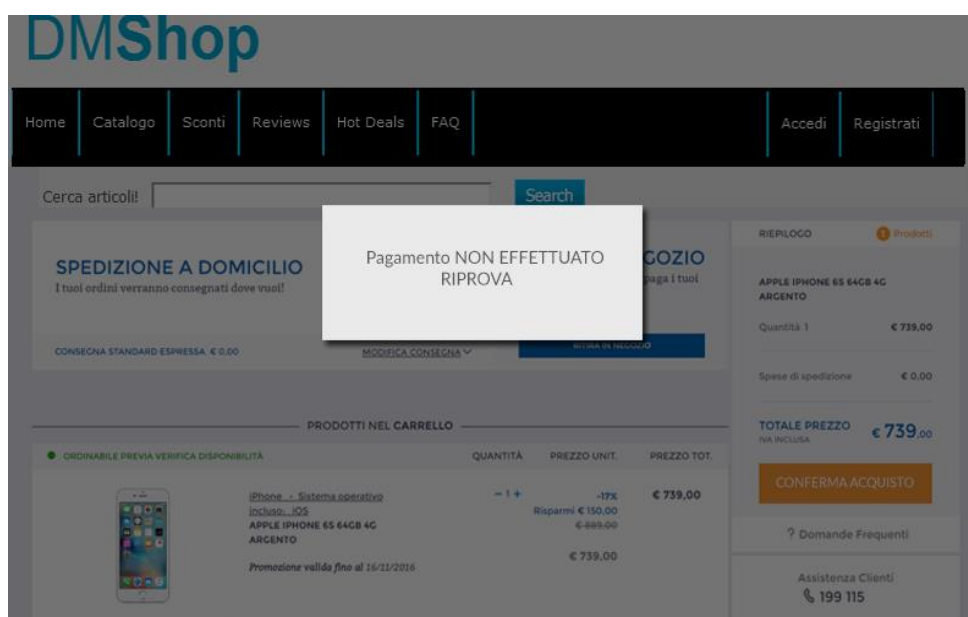 DMShop
Home Catalogo Sconti Reviews Hot Deals FAQ Accedi Registrati
Cerca articoli! Search
Pagamento NON EFFETTUATO
RIPROVA
SPEDIZIONE A DOMICILIO
I tuoi ordini verranno consegnati dove vuoi!
CONSEGNA STANDARD ESPRESSA € 0,00
MODIFICA CONSEGNA
GOZIO
paga i tuoi
RITIRA IN NEGOZIO
RIEPILOGO 1 Prodotti
APPLE IPHONE 6S 64GB 4G
ARGENTO
Quantità 1 € 739,00
Spese di spedizione € 0,00
TOTALE PREZZO € 739,00
IVA INCLUSA
CONFERMA ACQUISTO
? Domande Frequenti
Assistenza Clienti
199 115
PRODOTTI NEL CARRELLO
ORDINABILE PREVIA VERIFICA DISPONIBILITÀ QUANTITÀ PREZZO UNIT. PREZZO TOT.
iPhone - Sistema operativo
incluso: iOS
APPLE IPHONE 6S 64GB 4G
ARGENTO
Promozione valida fino al 16/11/2016
− 1 +
-17%
Risparmi € 150,00
€ 889,00
€ 739,00
€ 739,00